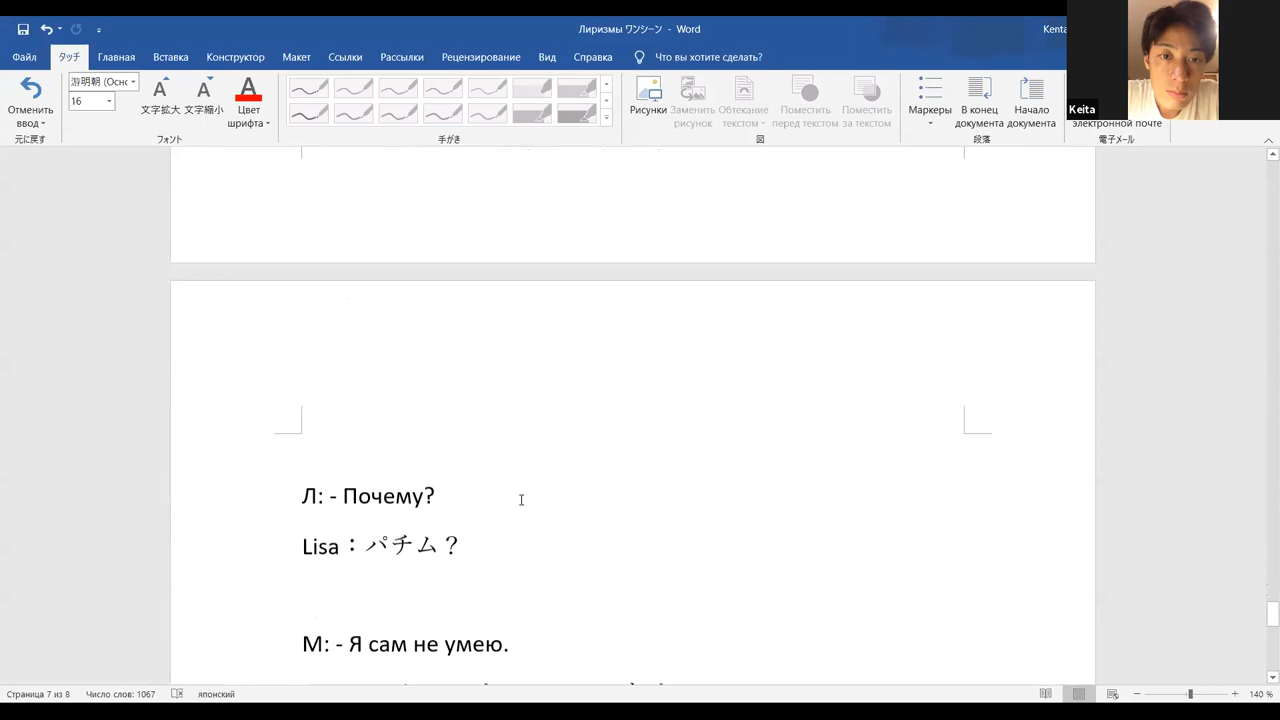 Лиризмы ワンシーン - Word
Kenta
Файл タッチ Главная Вставка Конструктор Макет Ссылки Рассылки Рецензирование Вид Справка Что вы хотите сделать?
Отменить ввод
元に戻す
游明朝 (Осно
16
文字拡大 文字縮小
Цвет шрифта
フォント
手がき
Рисунки
Заменить рисунок
Обтекание текстом
Поместить перед текстом
Поместить за текстом
図
Маркеры
В конец документа
Начало документа
段落
электронной почте
電子メール
Keita
Л: - Почему?
Lisa：パチム？
М: - Я сам не умею.
Страница 7 из 8 Число слов: 1067 японский 140 %